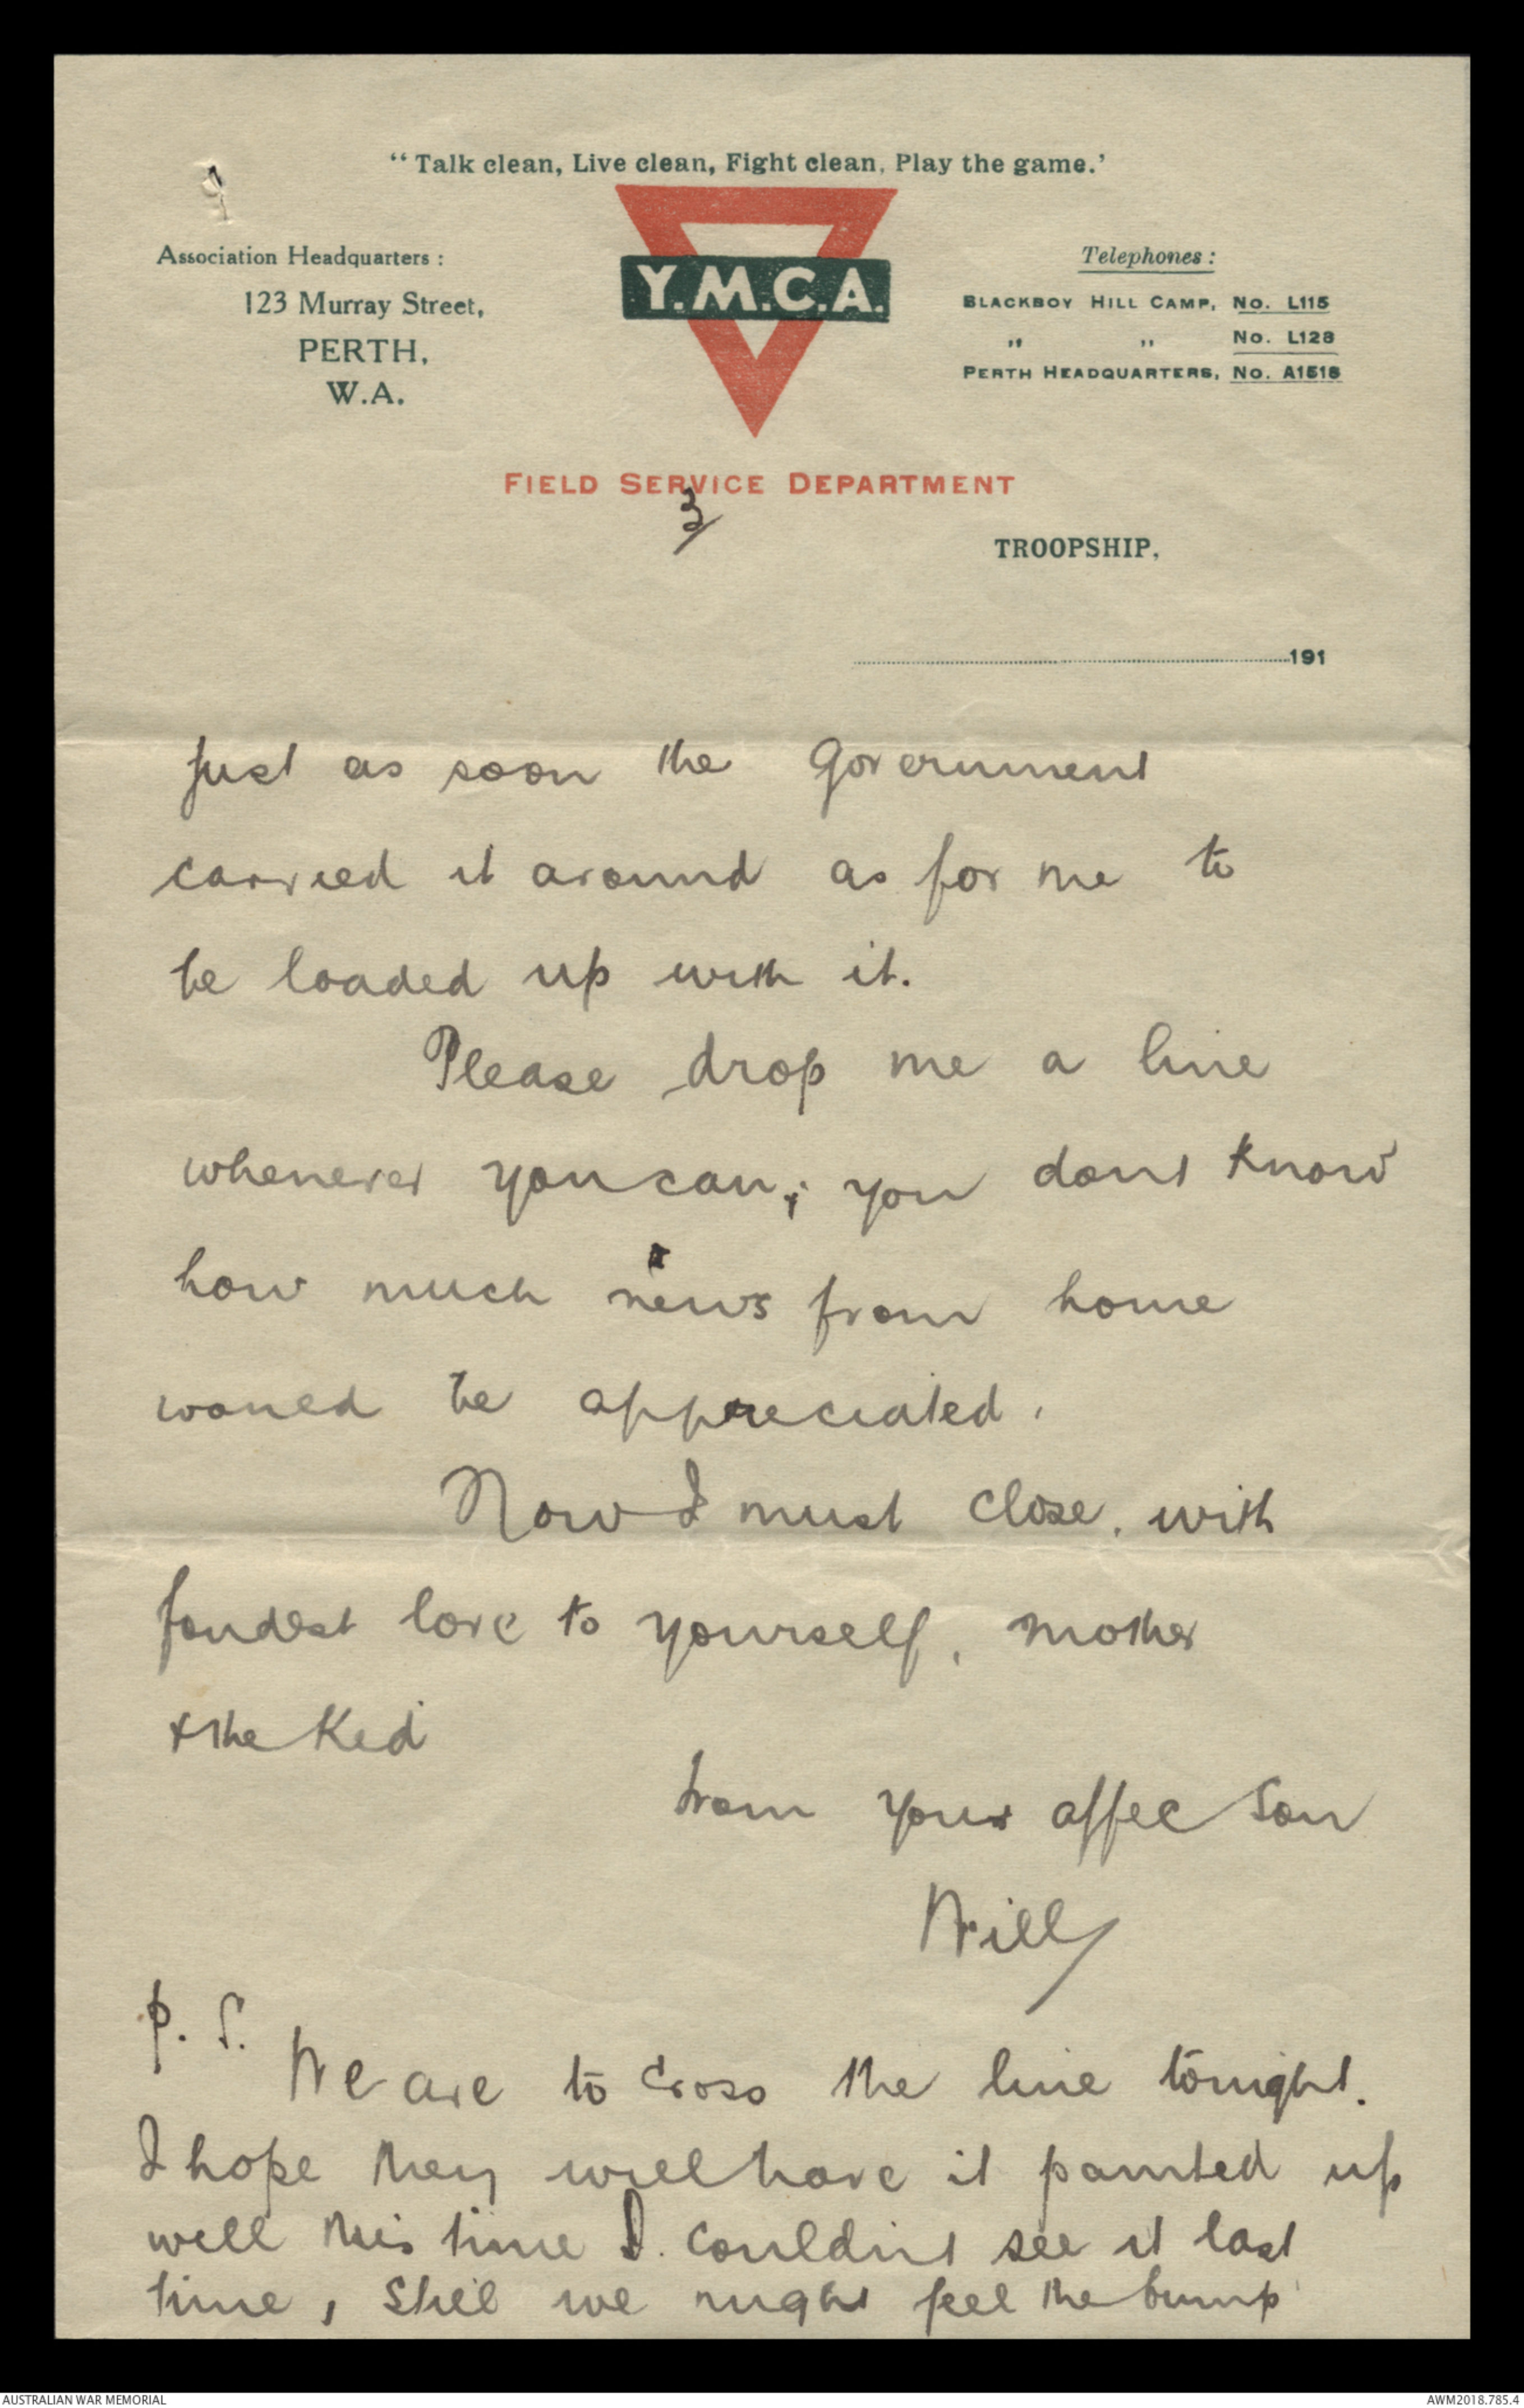 “Talk clean, Live clean, Fight clean, Play the game.’
Association Headquarters :
123 Murray Street,
PERTH,
W.A.
Y.M.C.A.
Telephones :
BLACKBOY HILL CAMP, No. L115
" " No. L128
PERTH HEADQUARTERS, No. A1515
FIELD SERVICE DEPARTMENT
3/
TROOPSHIP,
191
just as soon the Government
carried it around as for me to
be loaded up with it.
Please drop me a line
whenever you can; you dont know
how much news from home
would be appreciated.
Now I must close, with
fondest love to yourself, mother
& the Kid
from your affec Son
Will
P. S.
We are to cross the line tonight.
I hope they will have it painted up
well this time I. couldnt see it last
time, Still we might feel the bump
AUSTRALIAN WAR MEMORIAL
AWM2018.785.4